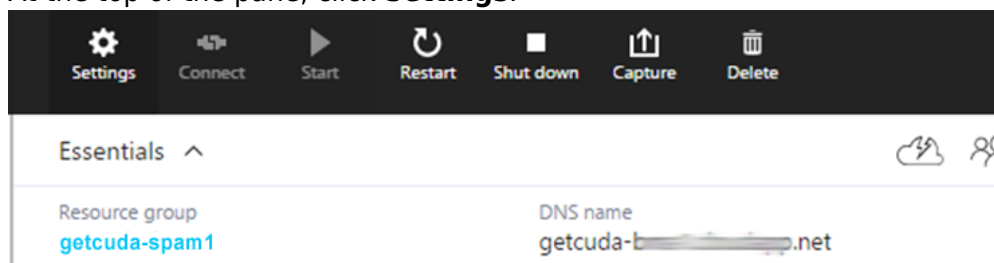 At the top of the pane, click Settings.
Settings Connect Start Restart Shut down Capture Delete
Essentials
Resource group DNS name
getcuda-spam1 getcuda-b .net